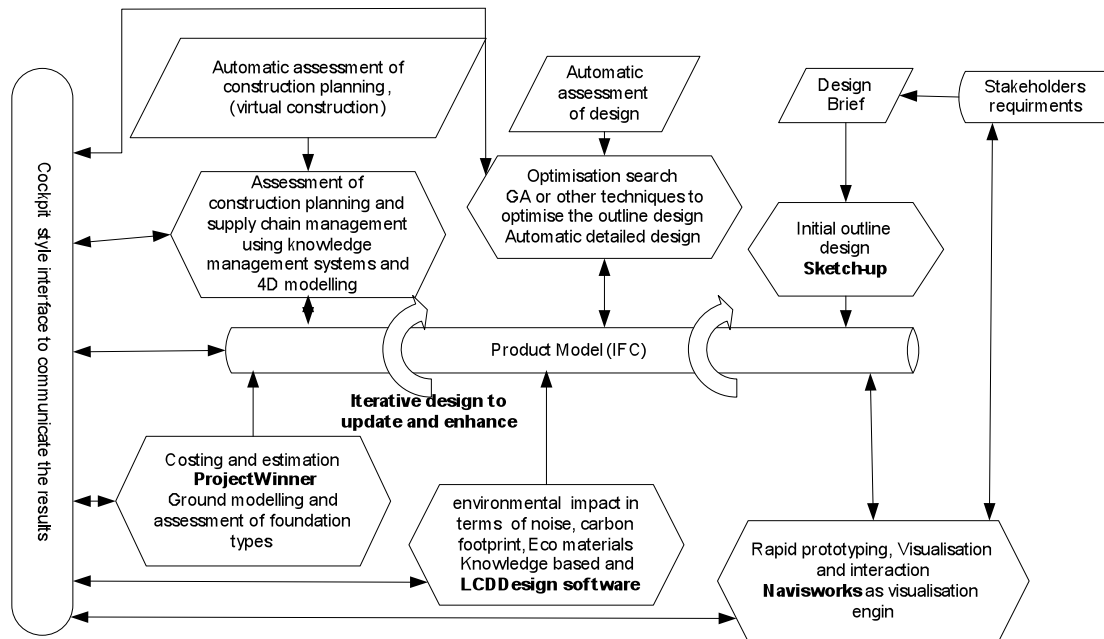 Cockpit style interface to communicate the results
Automatic assessment of
construction planning,
(virtual construction)
Automatic
assessment
of design
Design
Brief
Stakeholders
requirments
Assessment of
construction planning and
supply chain management
using knowledge
management systems and
4D modelling
Optimisation search
GA or other techniques to
optimise the outline design
Automatic detailed design
Initial outline
design
Sketch-up
Product Model (IFC)
Iterative design to
update and enhance
Costing and estimation
ProjectWinner
Ground modelling and
assessment of foundation
types
environmental impact in
terms of noise, carbon
footprint, Eco materials
Knowledge based and
LCDDesign software
Rapid prototyping, Visualisation
and interaction
Navisworks as visualisation
engin